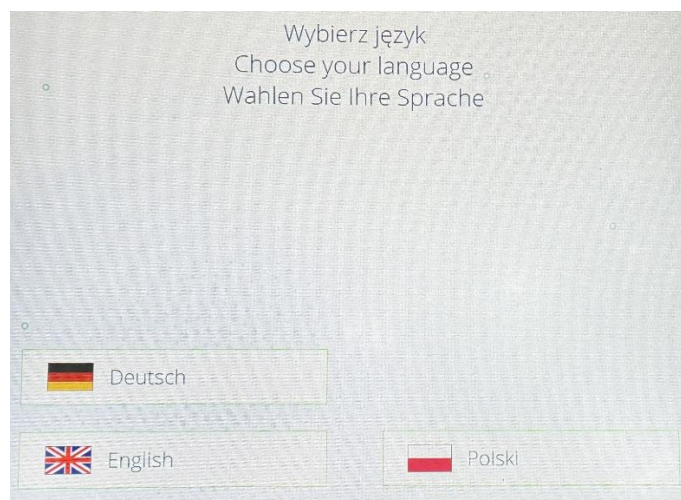 Wybierz język
Choose your language
Wahlen Sie Ihre Sprache
Deutsch
English
Polski